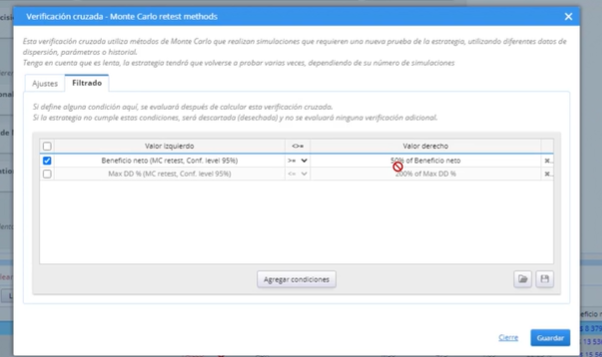 Verificación cruzada - Monte Carlo retest methods
Esta verificación cruzada utiliza métodos de Monte Carlo que realizan simulaciones que requieren una nueva prueba de la estrategia, utilizando diferentes datos de
dispersión, parámetros o historial.
Tenga en cuenta que es lenta, la estrategia tendrá que volverse a probar varias veces, dependiendo de su número de simulaciones
Ajustes Filtrado
Si define alguna condición aquí, se evaluará después de calcular esta verificación cruzada.
Si la estrategia no cumple estas condiciones, será descartada (desechada) y no se evaluará ninguna verificación adicional.
Valor izquierdo <>= Valor derecho
Beneficio neto (MC retest, Conf. level 95%) >= 50% of Beneficio neto
Max DD % (MC retest, Conf. level 95%) <= 200% of Max DD %
Agregar condiciones
Cierre Guardar